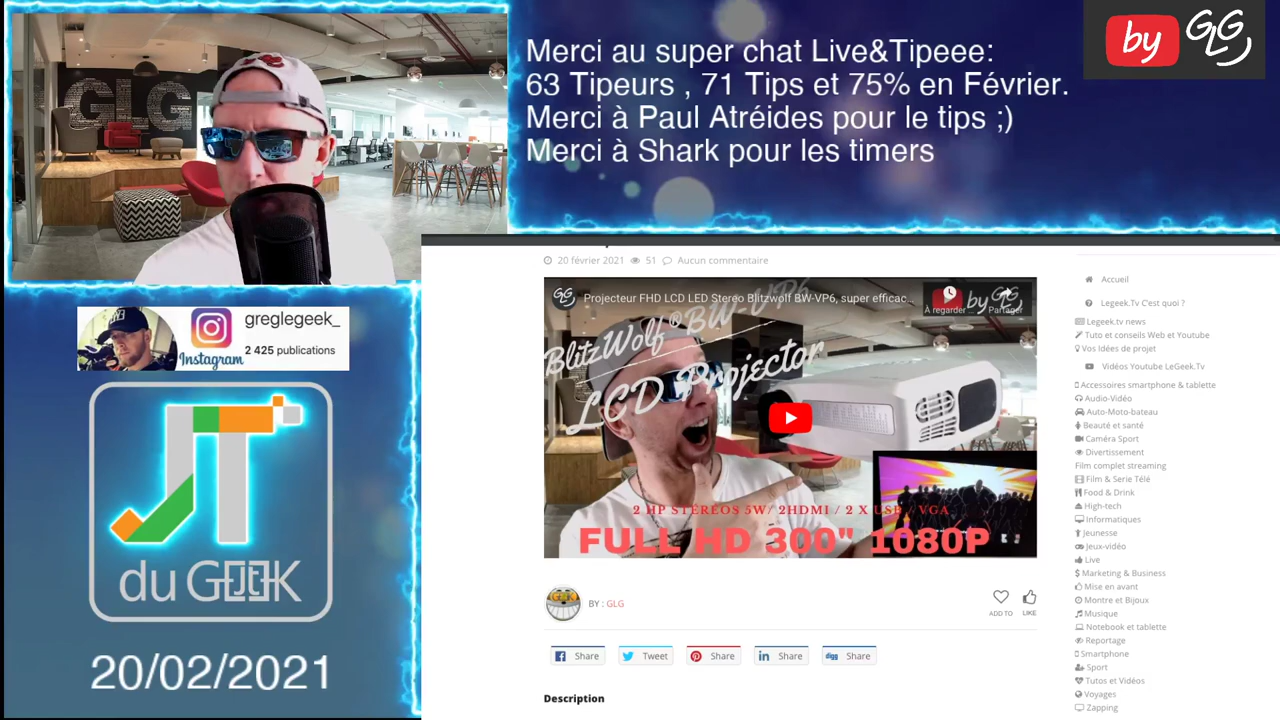 GLG
Merci au super chat Live&Tipeee:
63 Tipeurs , 71 Tips et 75% en Février.
Merci à Paul Atréides pour le tips ;)
Merci à Shark pour les timers
by GLG
greglegeek_
2 425 publications
Instagram
JT
du GEEK
20/02/2021
20 février 2021 51 Aucun commentaire
Projecteur FHD LCD LED Stereo Blitzwolf BW-VP6, super efficac...
by GLG
À regarder ... Partager
BlitzWolf® BW-VP6
LCD Projector
2 HP STEREOS 5W/ 2HDMI / 2 X USB / VGA
FULL HD 300" 1080P
BY : GLG
ADD TO LIKE
Share Tweet Share Share Share
Description
Accueil
Legeek.Tv C'est quoi ?
Legeek.tv news
Tuto et conseils Web et Youtube
Vos Idées de projet
Vidéos Youtube LeGeek.Tv
Accessoires smartphone & tablette
Audio-Vidéo
Auto-Moto-bateau
Beauté et santé
Caméra Sport
Divertissement
Film complet streaming
Film & Serie Télé
Food & Drink
High-tech
Informatiques
Jeunesse
Jeux-vidéo
Live
Marketing & Business
Mise en avant
Montre et Bijoux
Musique
Notebook et tablette
Reportage
Smartphone
Sport
Tutos et Vidéos
Voyages
Zapping